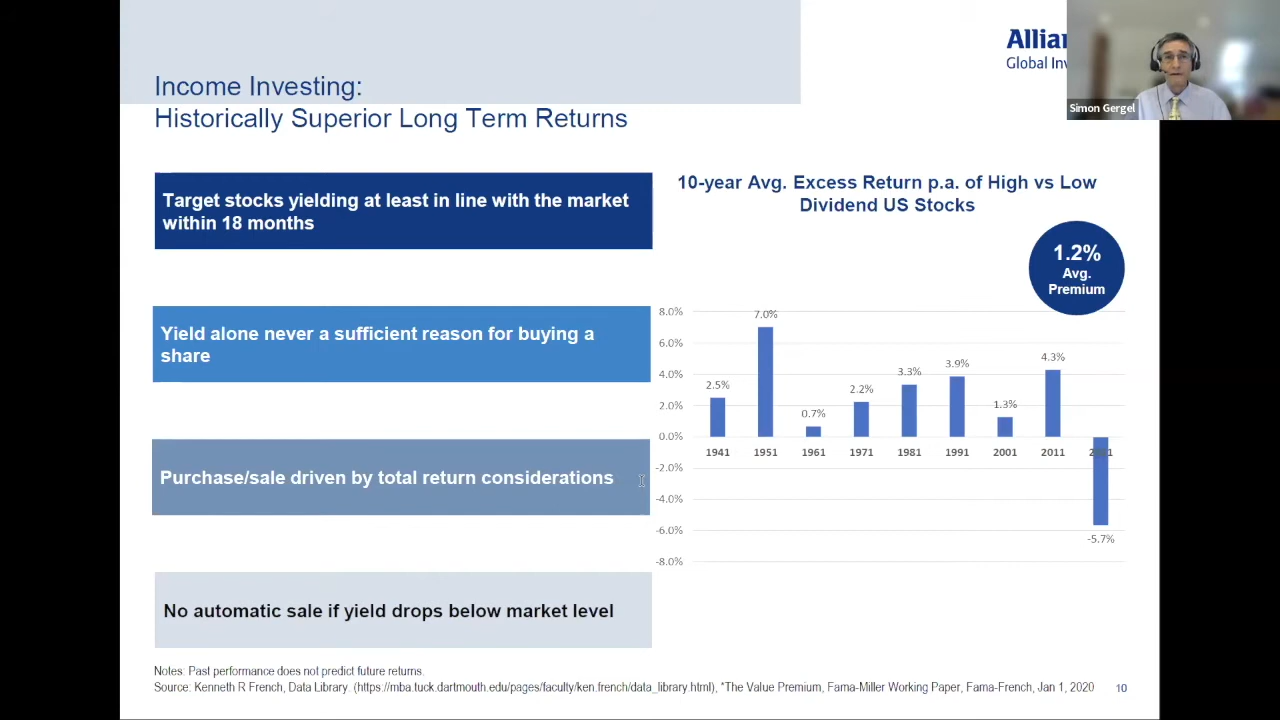 Income Investing:
Historically Superior Long Term Returns
Allia
Global Inv
Simon Gergel
Target stocks yielding at least in line with the market
within 18 months
Yield alone never a sufficient reason for buying a
share
Purchase/sale driven by total return considerations
No automatic sale if yield drops below market level
10-year Avg. Excess Return p.a. of High vs Low
Dividend US Stocks
1.2%
Avg.
Premium
8.0%
6.0%
4.0%
2.0%
0.0%
-2.0%
-4.0%
-6.0%
-8.0%
2.5%
7.0%
0.7%
2.2%
3.3%
3.9%
1.3%
4.3%
-5.7%
1941
1951
1961
1971
1981
1991
2001
2011
2021
Notes: Past performance does not predict future returns.
Source: Kenneth R French, Data Library. (https://mba.tuck.dartmouth.edu/pages/faculty/ken.french/data_library.html), *The Value Premium, Fama-Miller Working Paper, Fama-French, Jan 1, 2020
10